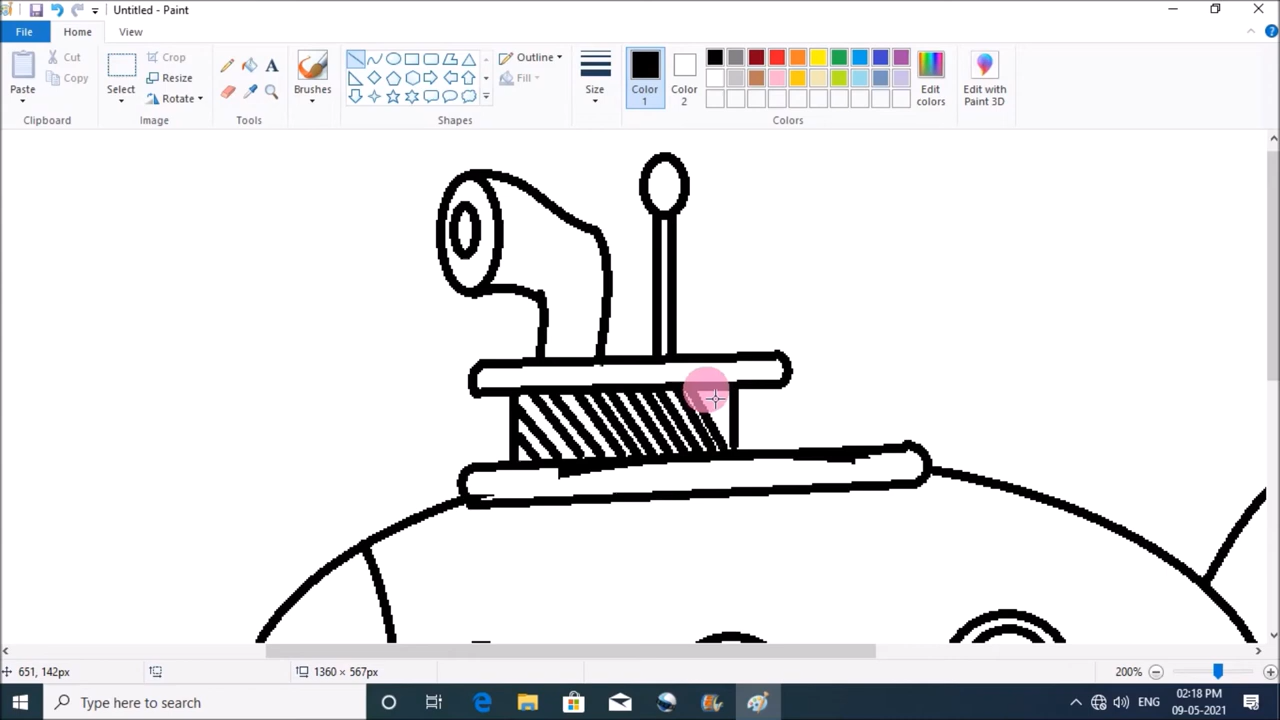 Untitled - Paint
File
Home
View
Paste
Cut
Copy
Clipboard
Select
Crop
Resize
Rotate
Image
A
Tools
Brushes
Outline
Fill
Shapes
Size
Color
1
Color
2
Edit
colors
Colors
Edit with
Paint 3D
651, 142px
1360 × 567px
200%
Type here to search
ENG
02:18 PM
09-05-2021